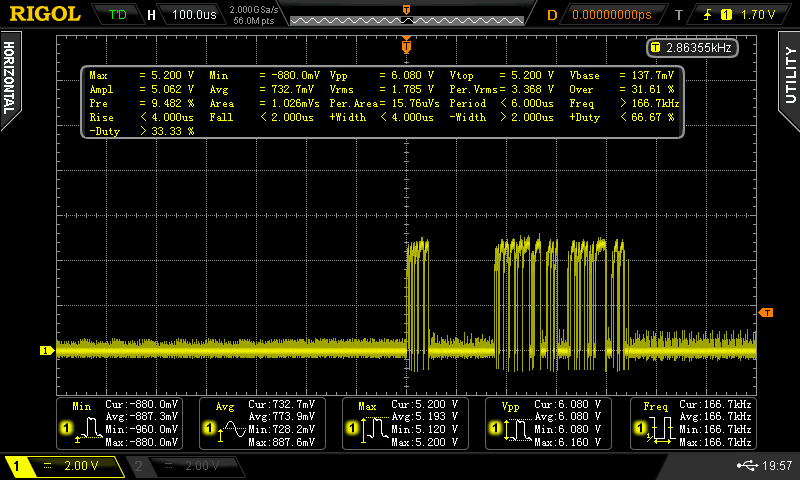 RIGOL T'D H 100.0us 2.000GSa/s 56.0M pts D 0.00000000ps T 1 1.70 V
HORIZONTAL
UTILITY
T
T 2.86355kHz
Max = 5.200 V Min = -880.0mV Vpp = 6.080 V Vtop = 5.200 V Vbase = 137.7mV
Ampl = 5.062 V Avg = 732.7mV Vrms = 1.785 V Per.Vrms= 3.368 V Over = 31.61 %
Pre = 9.482 % Area = 1.026mVs Per.Area= 15.76uVs Period < 6.000us Freq > 166.7kHz
Rise < 4.000us Fall < 2.000us +Width < 4.000us -Width > 2.000us +Duty < 66.67 %
-Duty > 33.33 %
T
1
Min Cur:-880.0mV Avg Cur: 732.7mV Max Cur:5.200 V Vpp Cur:6.080 V Freq Cur: 166.7kHz
1 Avg:-887.3mV 1 Avg: 773.9mV 1 Avg:5.193 V 1 Avg:6.080 V 1 Avg: 166.7kHz
Min:-960.0mV Min: 728.2mV Min:5.120 V Min:6.080 V Min: 166.7kHz
Max:-880.0mV Max: 887.6mV Max:5.200 V Max:6.160 V Max: 166.7kHz
1 2.00 V 2 2.00 V 19:57